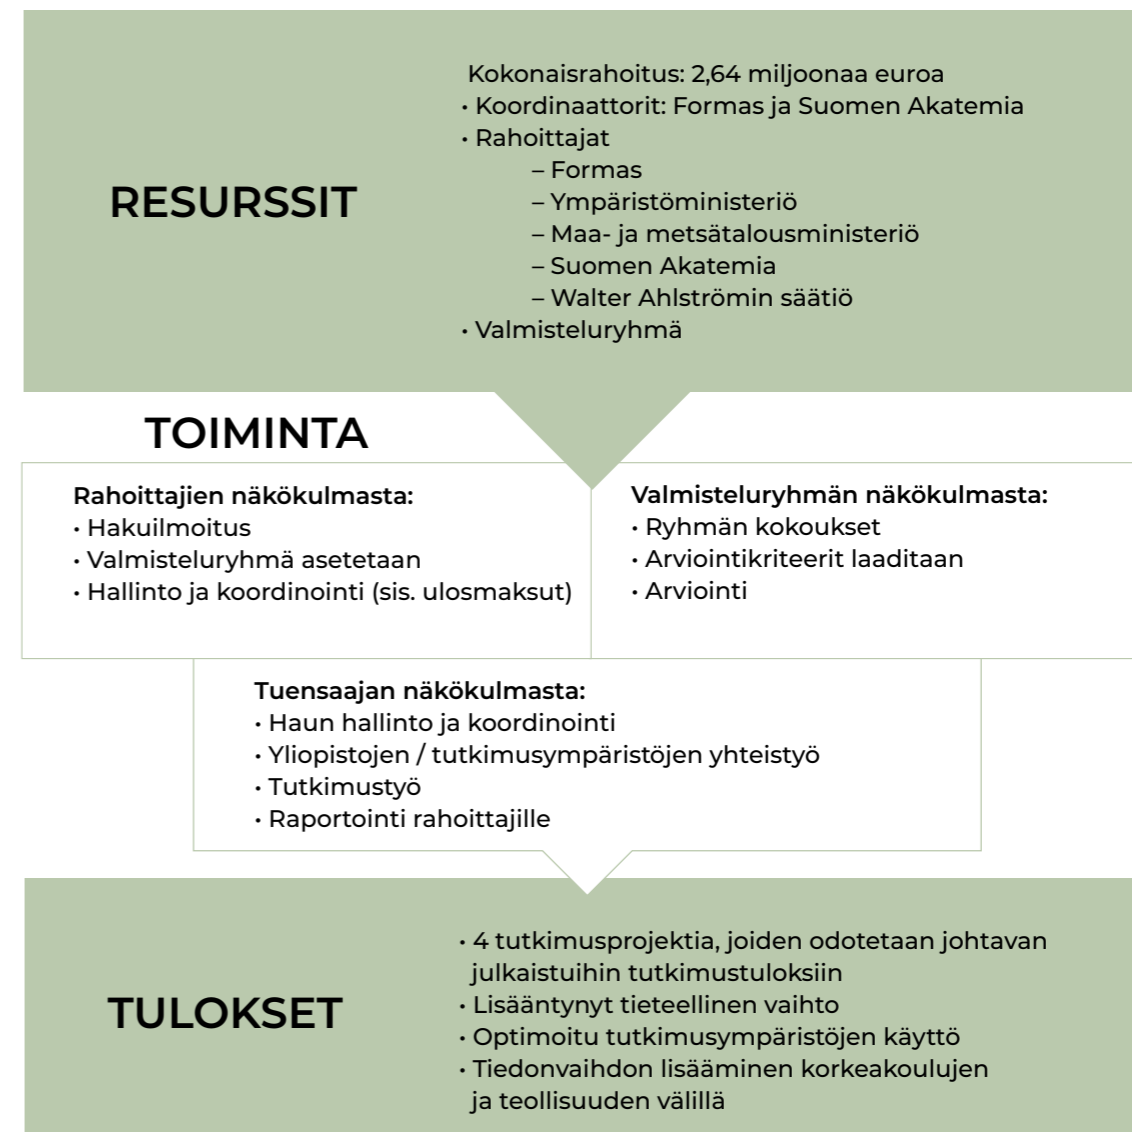 RESURSSIT
Kokonaisrahoitus: 2,64 miljoonaa euroa
• Koordinaattorit: Formas ja Suomen Akatemia
• Rahoittajat
– Formas
– Ympäristöministeriö
– Maa- ja metsätalousministeriö
– Suomen Akatemia
– Walter Ahlströmin säätiö
• Valmisteluryhmä
TOIMINTA
Rahoittajien näkökulmasta:
• Hakuilmoitus
• Valmisteluryhmä asetetaan
• Hallinto ja koordinointi (sis. ulosmaksut)
Valmisteluryhmän näkökulmasta:
• Ryhmän kokoukset
• Arviointikriteerit laaditaan
• Arviointi
Tuensaajan näkökulmasta:
• Haun hallinto ja koordinointi
• Yliopistojen / tutkimusympäristöjen yhteistyö
• Tutkimustyö
• Raportointi rahoittajille
TULOKSET
• 4 tutkimusprojektia, joiden odotetaan johtavan
julkaistuihin tutkimustuloksiin
• Lisääntynyt tieteellinen vaihto
• Optimoitu tutkimusympäristöjen käyttö
• Tiedonvaihdon lisääminen korkeakoulujen
ja teollisuuden välillä